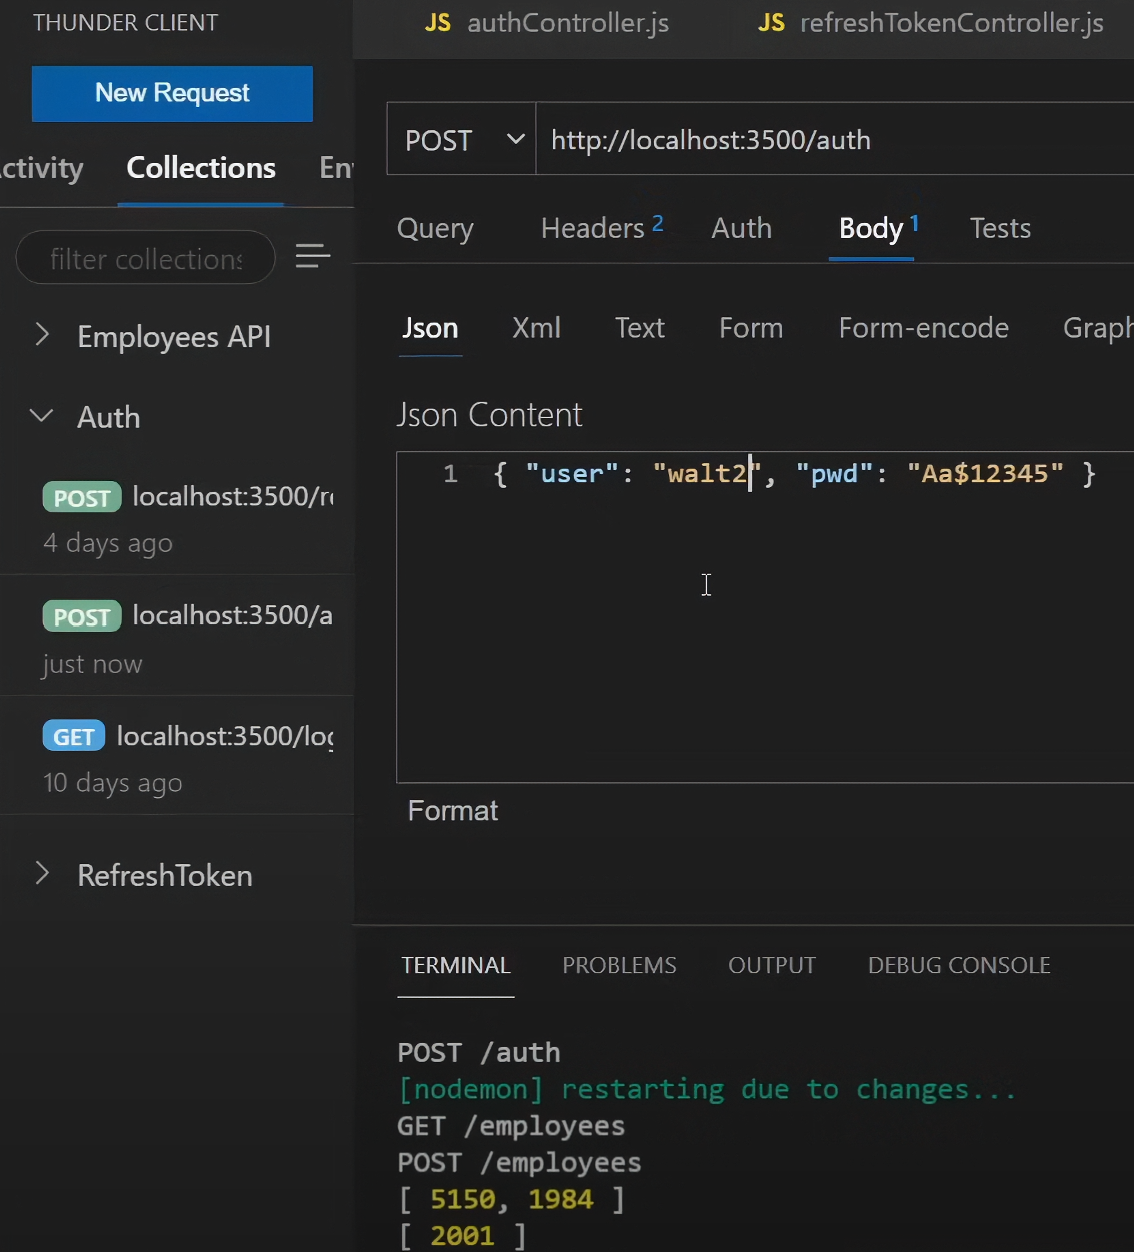 THUNDER CLIENT
JS authController.js
JS refreshTokenController.js
New Request
POST
http://localhost:3500/auth
ctivity
Collections
En
Query
Headers 2
Auth
Body 1
Tests
filter collections
Json
Xml
Text
Form
Form-encode
Graph
Employees API
Auth
Json Content
1 { "user": "walt2", "pwd": "Aa$12345" }
POST localhost:3500/re
4 days ago
POST localhost:3500/a
just now
GET localhost:3500/log
10 days ago
Format
RefreshToken
TERMINAL
PROBLEMS
OUTPUT
DEBUG CONSOLE
POST /auth
[nodemon] restarting due to changes...
GET /employees
POST /employees
[ 5150, 1984 ]
[ 2001 ]